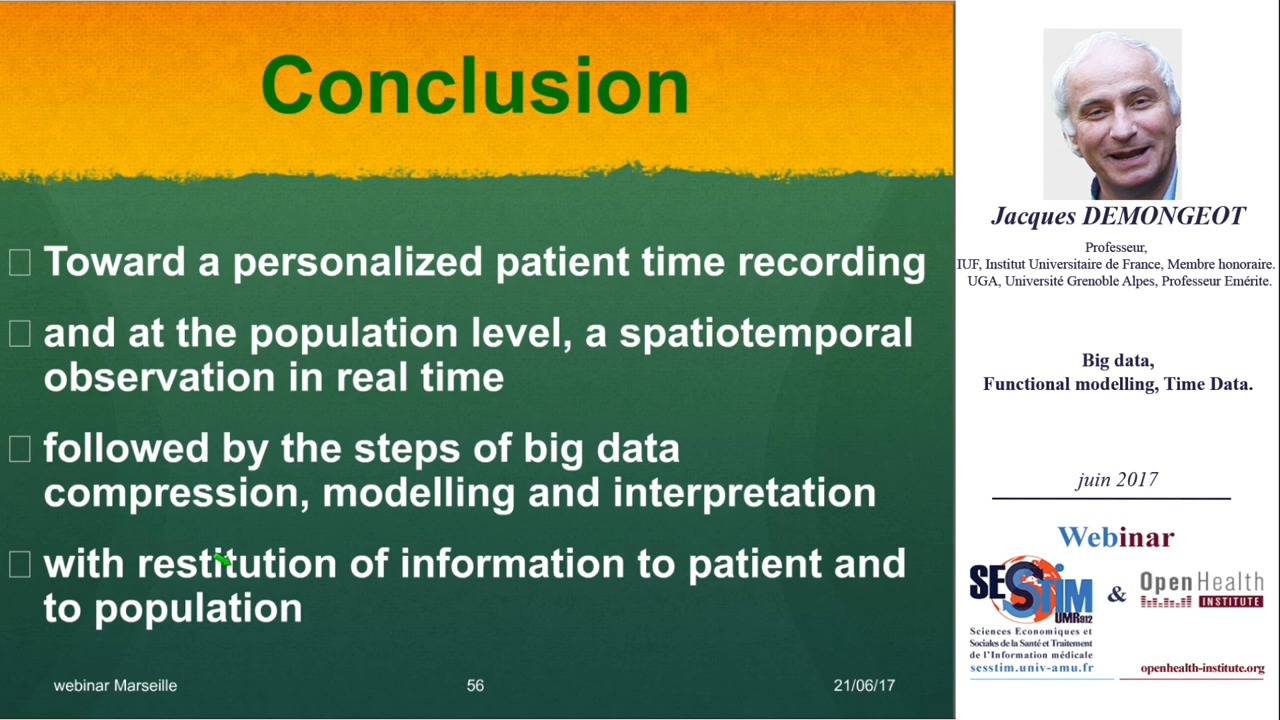 Conclusion
Toward a personalized patient time recording
and at the population level, a spatiotemporal
observation in real time
followed by the steps of big data
compression, modelling and interpretation
with restitution of information to patient and
to population
webinar Marseille
56
21/06/17
Jacques DEMONGEOT
Professeur,
IUF, Institut Universitaire de France, Membre honoraire.
UGA, Université Grenoble Alpes, Professeur Emérite.
Big data,
Functional modelling, Time Data.
juin 2017
Webinar
SESSTIM
UMR912
&
OpenHealth
INSTITUTE
Sciences Economiques et
Sociales de la Santé et Traitement
de l'Information médicale
sesstim.univ-amu.fr
openhealth-institute.org